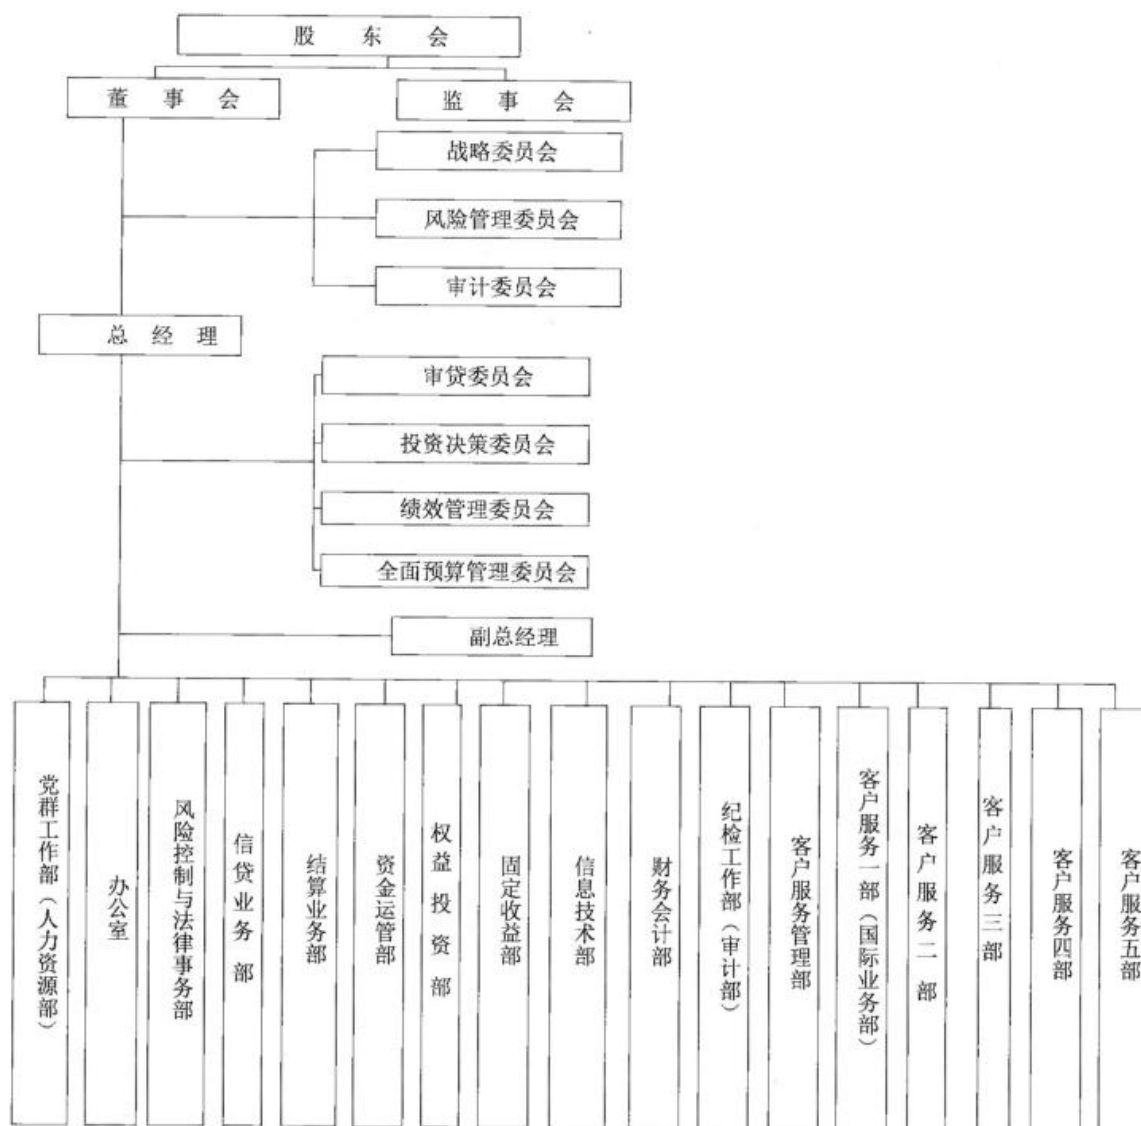 股东会
董事会
监事会
战略委员会
风险管理委员会
审计委员会
总经理
审贷委员会
投资决策委员会
绩效管理委员会
全面预算管理委员会
副总经理
党群工作部（人力资源部）
办公室
风险控制与法律事务部
信贷业务部
结算业务部
资金运管部
权益投资部
固定收益部
信息技术部
财务会计部
纪检工作部（审计部）
客户服务管理部
客户服务一部（国际业务部）
客户服务二部
客户服务三部
客户服务四部
客户服务五部